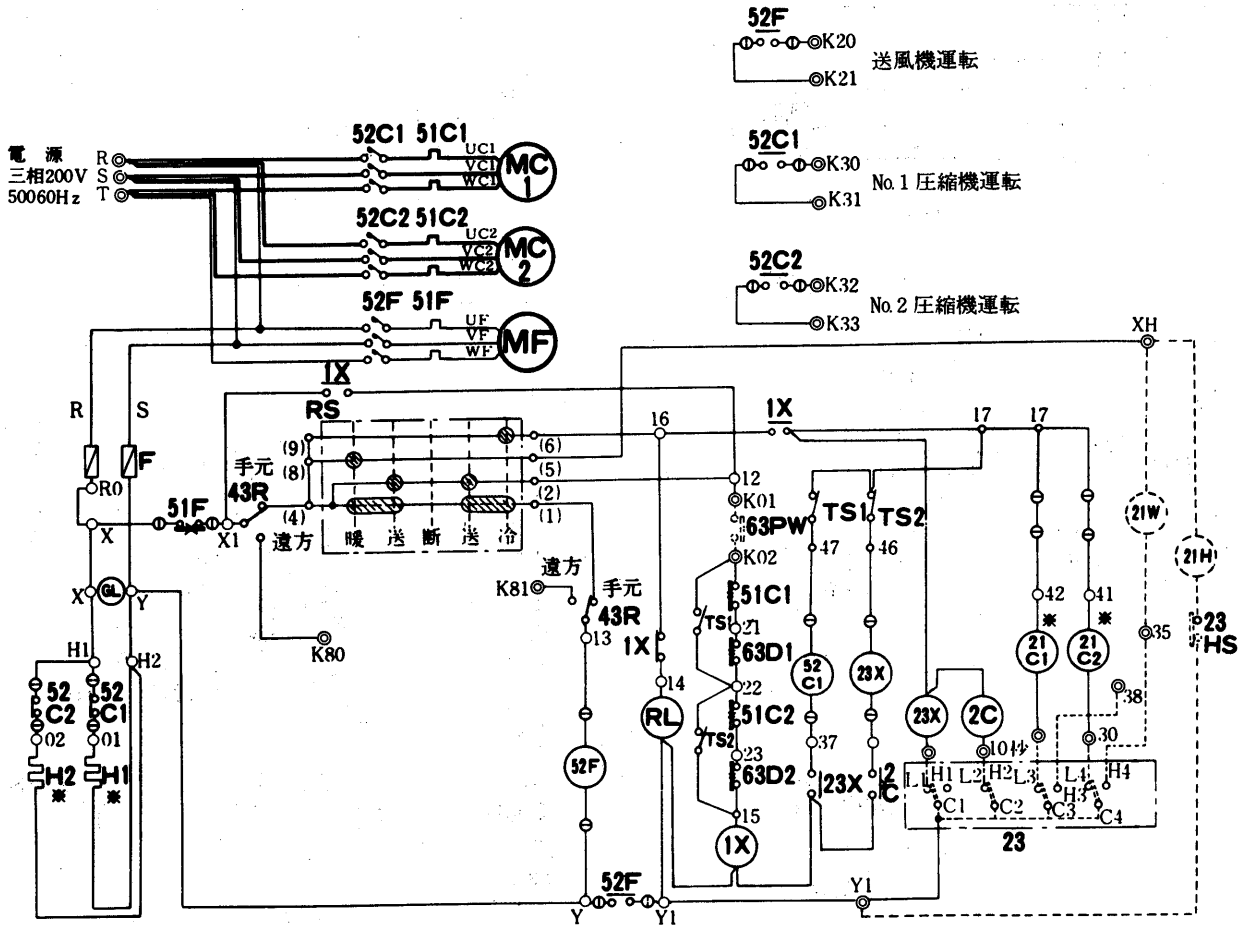 52F
K20
K21
送風機運転
52C1
K30
K31
No.1 圧縮機運転
52C2
K32
K33
No.2 圧縮機運転
電 源
三相200V
50060Hz
R
S
T
52C1 51C1
UC1
VC1
WC1
MC
1
52C2 51C2
UC2
VC2
WC2
MC
2
52F 51F
UF
VF
WF
MF
XH
1X
RS
R
S
F
R0
(9)
(8)
(4)
(6)
(5)
(2)
(1)
手元
43R
遠方
51F
X
X1
暖 送 断 送 冷
16
1X
17
17
12
K01
63PW
K02
TS1
TS2
47
46
21W
21H
X
GL
Y
K80
遠方
K81
手元
43R
13
51C1
TS1
21
63D1
22
51C2
TS2
23
63D2
15
1X
1X
14
RL
52
C1
23X
42
※
21
C1
41
※
21
C2
35
23
HS
38
H1
H2
52
C2
52
C1
02
01
H2
※
H1
※
52F
37
23X
2
C
23X
2C
10秒
30
L1
H1
L2
H2
L3
H3
L4
H4
C1
C2
C3
C4
23
Y
52F
Y1
Y1